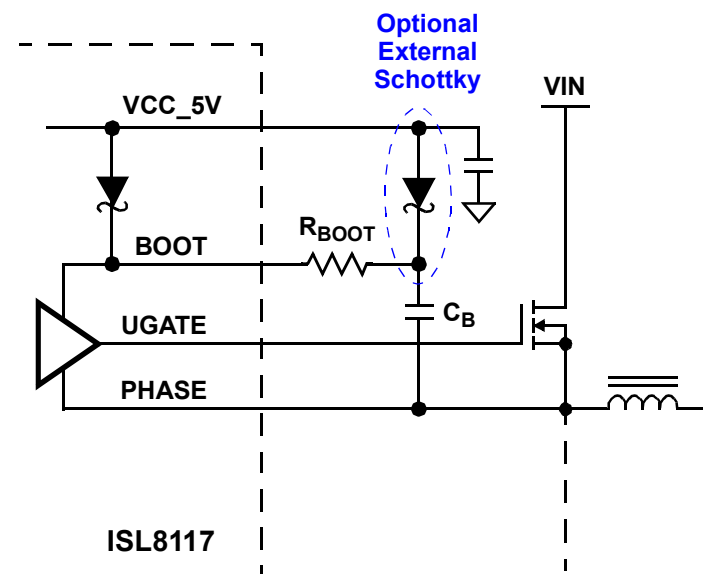 Optional
External
Schottky
VIN
VCC_5V
RBOOT
BOOT
CB
UGATE
PHASE
ISL8117